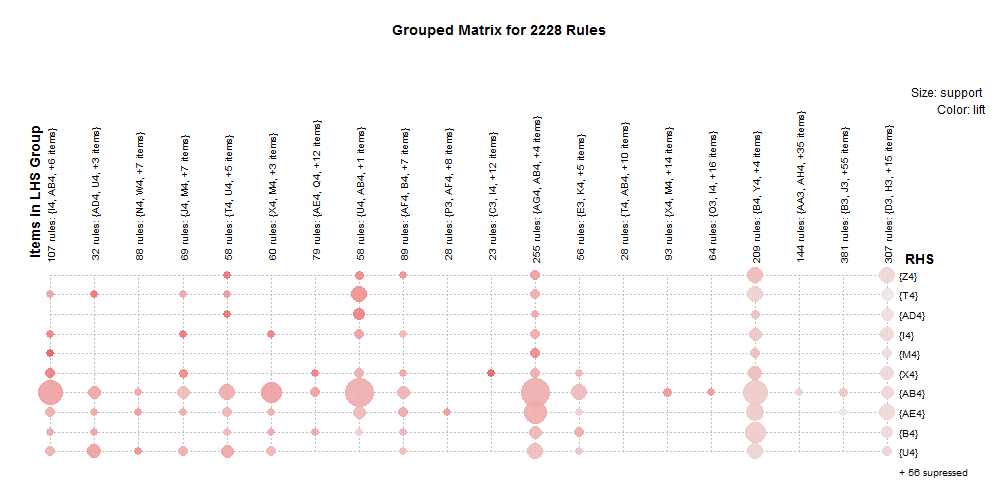 Grouped Matrix for 2228 Rules
Size: support
Color: lift
Items in LHS Group
107 rules: {I4, AB4, +6 items}
32 rules: {AD4, U4, +3 items}
88 rules: {N4, W4, +7 items}
69 rules: {J4, M4, +7 items}
58 rules: {T4, U4, +5 items}
60 rules: {X4, M4, +3 items}
79 rules: {AE4, Q4, +12 items}
58 rules: {U4, AB4, +1 items}
89 rules: {AF4, B4, +7 items}
28 rules: {P3, AF4, +8 items}
23 rules: {C3, I4, +12 items}
255 rules: {AG4, AB4, +4 items}
56 rules: {E3, K4, +5 items}
28 rules: {T4, AB4, +10 items}
93 rules: {X4, M4, +14 items}
64 rules: {O3, I4, +16 items}
209 rules: {B4, Y4, +4 items}
144 rules: {AA3, AH4, +35 items}
381 rules: {B3, J3, +55 items}
307 rules: {D3, H3, +15 items}
RHS
{Z4}
{T4}
{AD4}
{I4}
{M4}
{X4}
{AB4}
{AE4}
{B4}
{U4}
+ 56 supressed